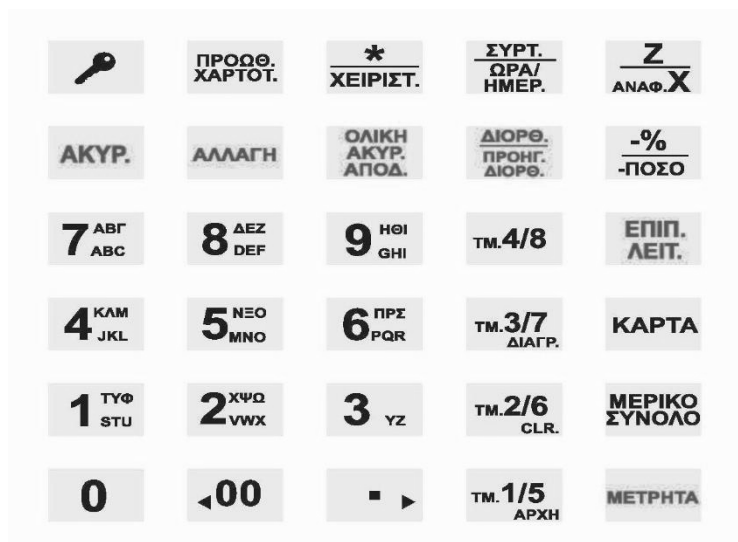 ΠΡΟΩΘ.
ΧΑΡΤΟΤ.
*
ΧΕΙΡΙΣΤ.
ΣΥΡΤ.
ΩΡΑ/
ΗΜΕΡ.
Z
ΑΝΑΦ.X
ΑΚΥΡ.
ΑΛΛΑΓΗ
ΟΛΙΚΗ
ΑΚΥΡ.
ΑΠΟΔ.
ΔΙΟΡΘ.
ΠΡΟΗΓ.
ΔΙΟΡΘ.
-%
-ΠΟΣΟ
7 ΑΒΓ
ABC
8 ΔΕΖ
DEF
9 ΗΘΙ
GHI
ΤΜ.4/8
ΕΠΙΠ.
ΛΕΙΤ.
4 ΚΛΜ
JKL
5 ΝΞΟ
MNO
6 ΠΡΣ
PQR
ΤΜ.3/7
ΔΙΑΓΡ.
ΚΑΡΤΑ
1 ΤΥΦ
STU
2 ΧΨΩ
VWX
3 YZ
ΤΜ.2/6
CLR.
ΜΕΡΙΚΟ
ΣΥΝΟΛΟ
0
◄00
. ►
ΤΜ.1/5
ΑΡΧΗ
ΜΕΤΡΗΤΑ